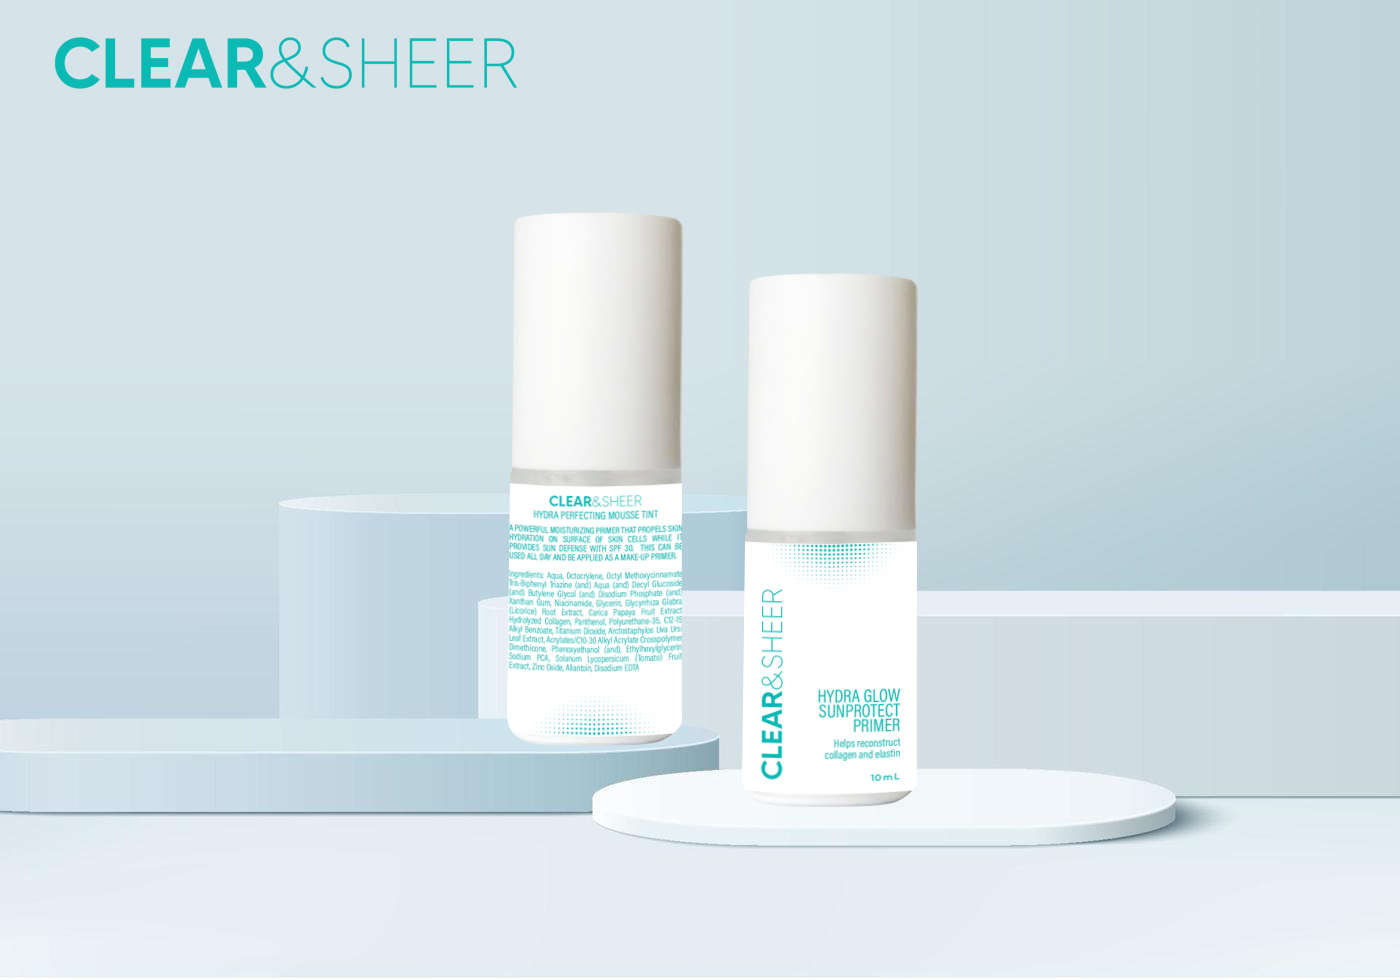 CLEAR&SHEER
CLEAR&SHEER
HYDRA PERFECTING MOUSSE TINT
A POWERFUL MOISTURIZING PRIMER THAT PROPELS SKIN
HYDRATION ON SURFACE OF SKIN CELLS WHILE IT
PROVIDES SUN DEFENSE WITH SPF 30. THIS CAN BE
USED ALL DAY AND BE APPLIED AS A MAKE-UP PRIMER.
Ingredients: Aqua, Octocrylene, Octyl Methoxycinnamate
Tris-Biphenyl Triazine (and) Aqua (and) Decyl Glucoside
(and) Butylene Glycol (and) Disodium Phosphate (and)
Xanthan Gum, Niacinamide, Glycerin, Glycyrrhiza Glabra
(Licorice) Root Extract, Carica Papaya Fruit Extract
Hydrolyzed Collagen, Panthenol, Polyurethane-35, C12-15
Alkyl Benzoate, Titanium Dioxide, Arctostaphylos Uva Ursi
Leaf Extract, Acrylates/C10-30 Alkyl Acrylate Crosspolymer
Dimethicone, Phenoxyethanol (and), Ethylhexylglycerin
Sodium PCA, Solanum Lycopersicum (Tomato) Fruit
Extract, Zinc Oxide, Allantoin, Disodium EDTA
CLEAR&SHEER
HYDRA GLOW
SUNPROTECT
PRIMER
Helps reconstruct
collagen and elastin
10 mL